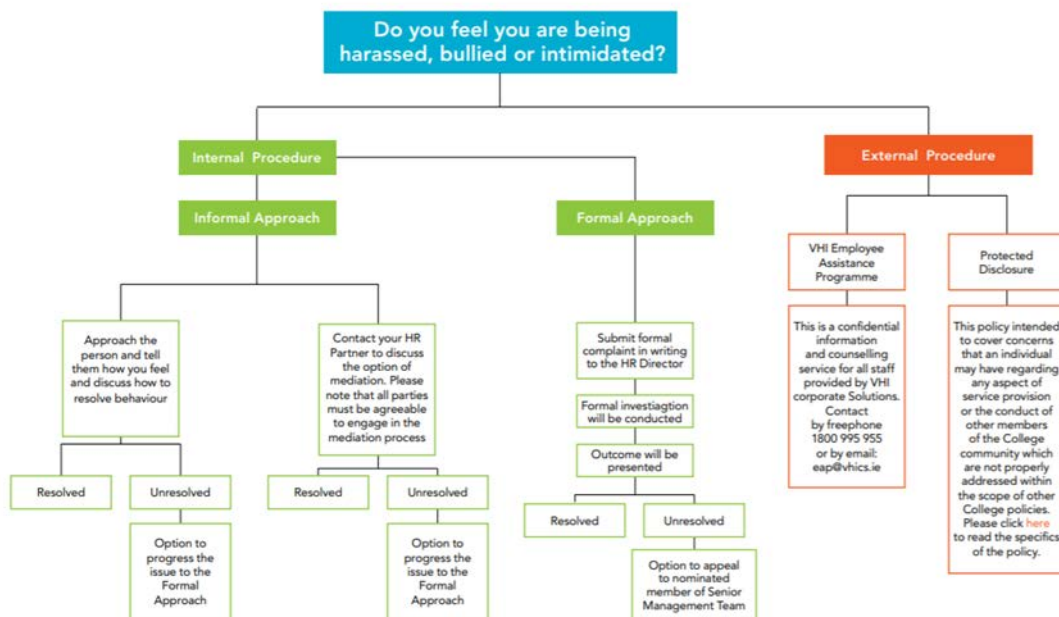 Do you feel you are being
harassed, bullied or intimidated?
Internal Procedure
External Procedure
Informal Approach
Formal Approach
VHI Employee
Assistance
Programme
Protected
Disclosure
Approach the
person and tell
them how you feel
and discuss how to
resolve behaviour
Contact your HR
Partner to discuss
the option of
mediation. Please
note that all parties
must be agreeable
to engage in the
mediation process
Submit formal
complaint in writing
to the HR Director
Formal investiagtion
will be conducted
Outcome will be
presented
This is a confidential
information
and counselling
service for all staff
provided by VHI
corporate Solutions.
Contact
by freephone
1800 995 955
or by email:
eap@vhics.ie
This policy intended
to cover concerns
that an individual
may have regarding
any aspect of
service provision
or the conduct of
other members
of the College
community which
are not properly
addressed within
the scope of other
College policies.
Please click here
to read the specifics
of the policy.
Resolved
Unresolved
Resolved
Unresolved
Resolved
Unresolved
Option to
progress the
issue to the
Formal
Approach
Option to
progress the
issue to the
Formal
Approach
Option to appeal
to nominated
member of Senior
Management Team